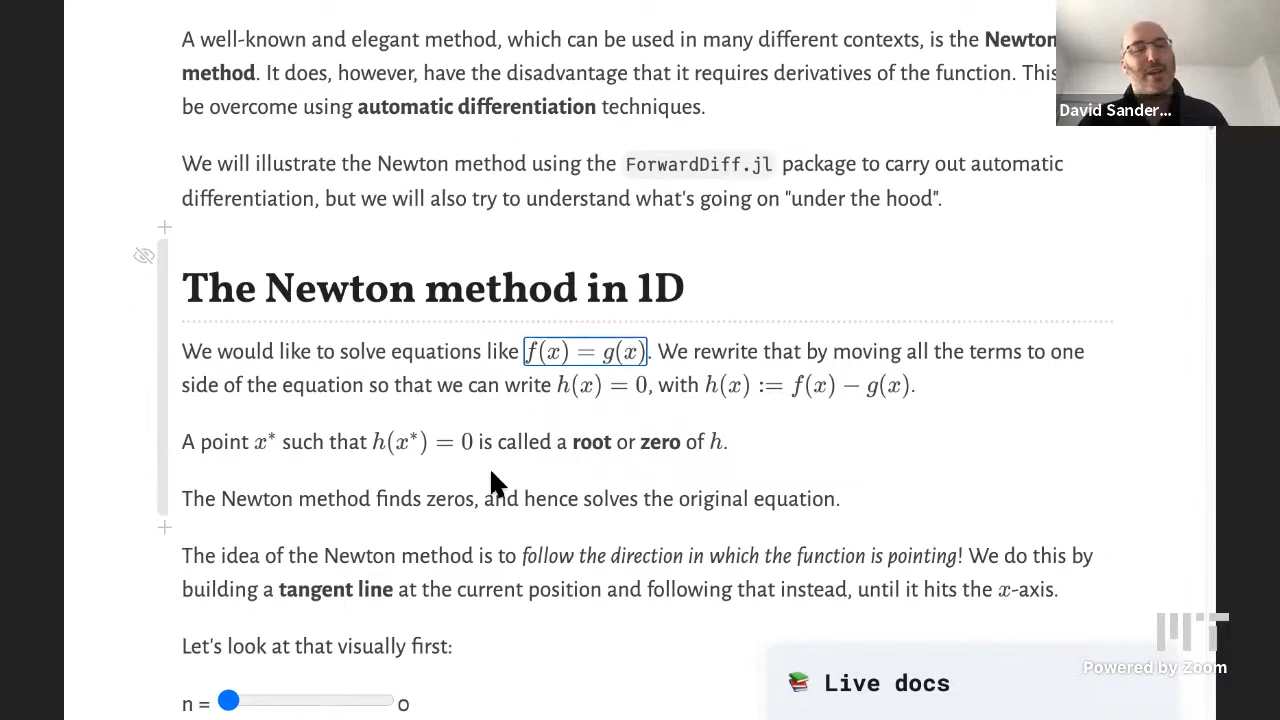 A well-known and elegant method, which can be used in many different contexts, is the Newton
method. It does, however, have the disadvantage that it requires derivatives of the function. This
be overcome using automatic differentiation techniques.
David Sander...
We will illustrate the Newton method using the ForwardDiff.jl package to carry out automatic
differentiation, but we will also try to understand what's going on "under the hood".
The Newton method in 1D
We would like to solve equations like f(x) = g(x). We rewrite that by moving all the terms to one
side of the equation so that we can write h(x) = 0, with h(x) := f(x) − g(x).
A point x* such that h(x*) = 0 is called a root or zero of h.
The Newton method finds zeros, and hence solves the original equation.
The idea of the Newton method is to follow the direction in which the function is pointing! We do this by
building a tangent line at the current position and following that instead, until it hits the x-axis.
Let's look at that visually first:
n = 0
Live docs
MIT
Powered by Zoom